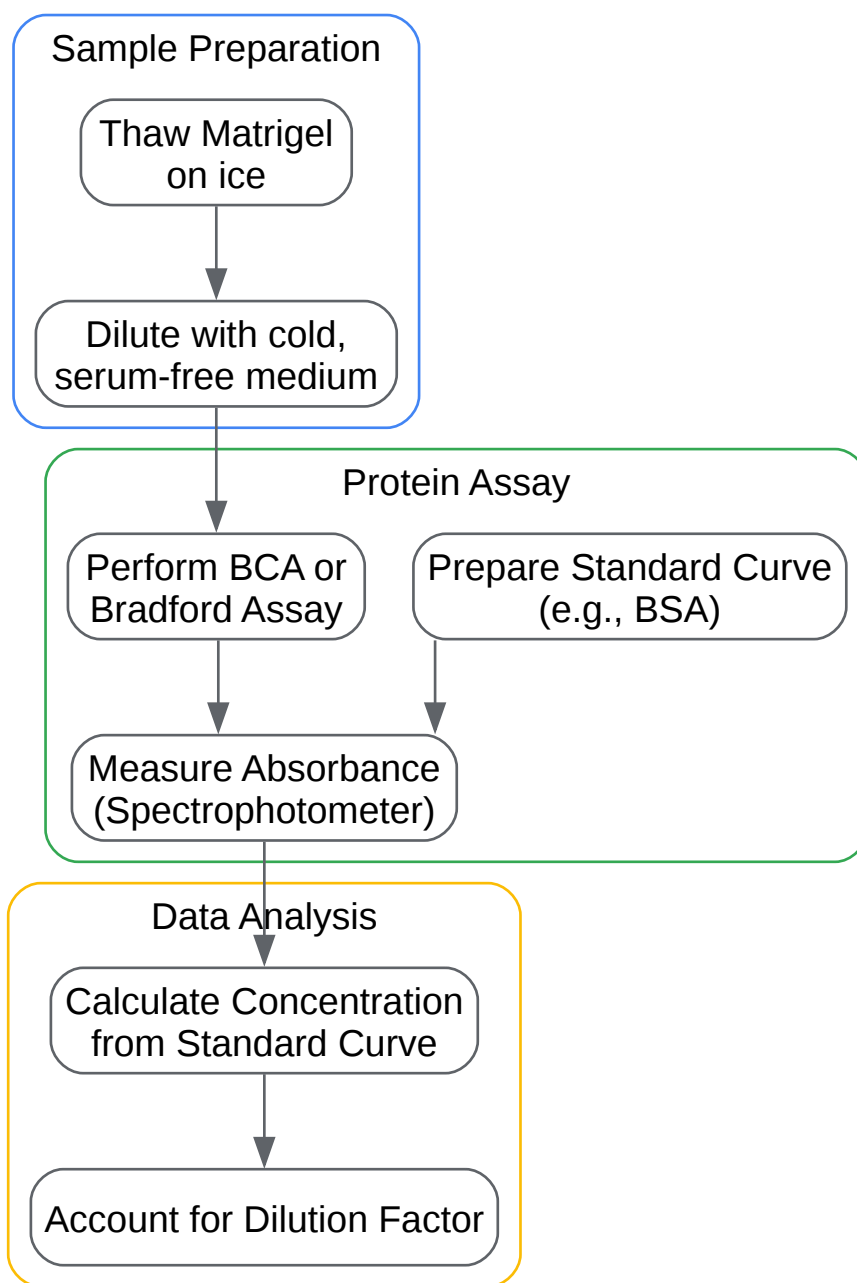 Sample Preparation
Thaw Matrigel
on ice
Dilute with cold,
serum-free medium
Protein Assay
Perform BCA or
Bradford Assay
Prepare Standard Curve
(e.g., BSA)
Measure Absorbance
(Spectrophotometer)
Data Analysis
Calculate Concentration
from Standard Curve
Account for Dilution Factor